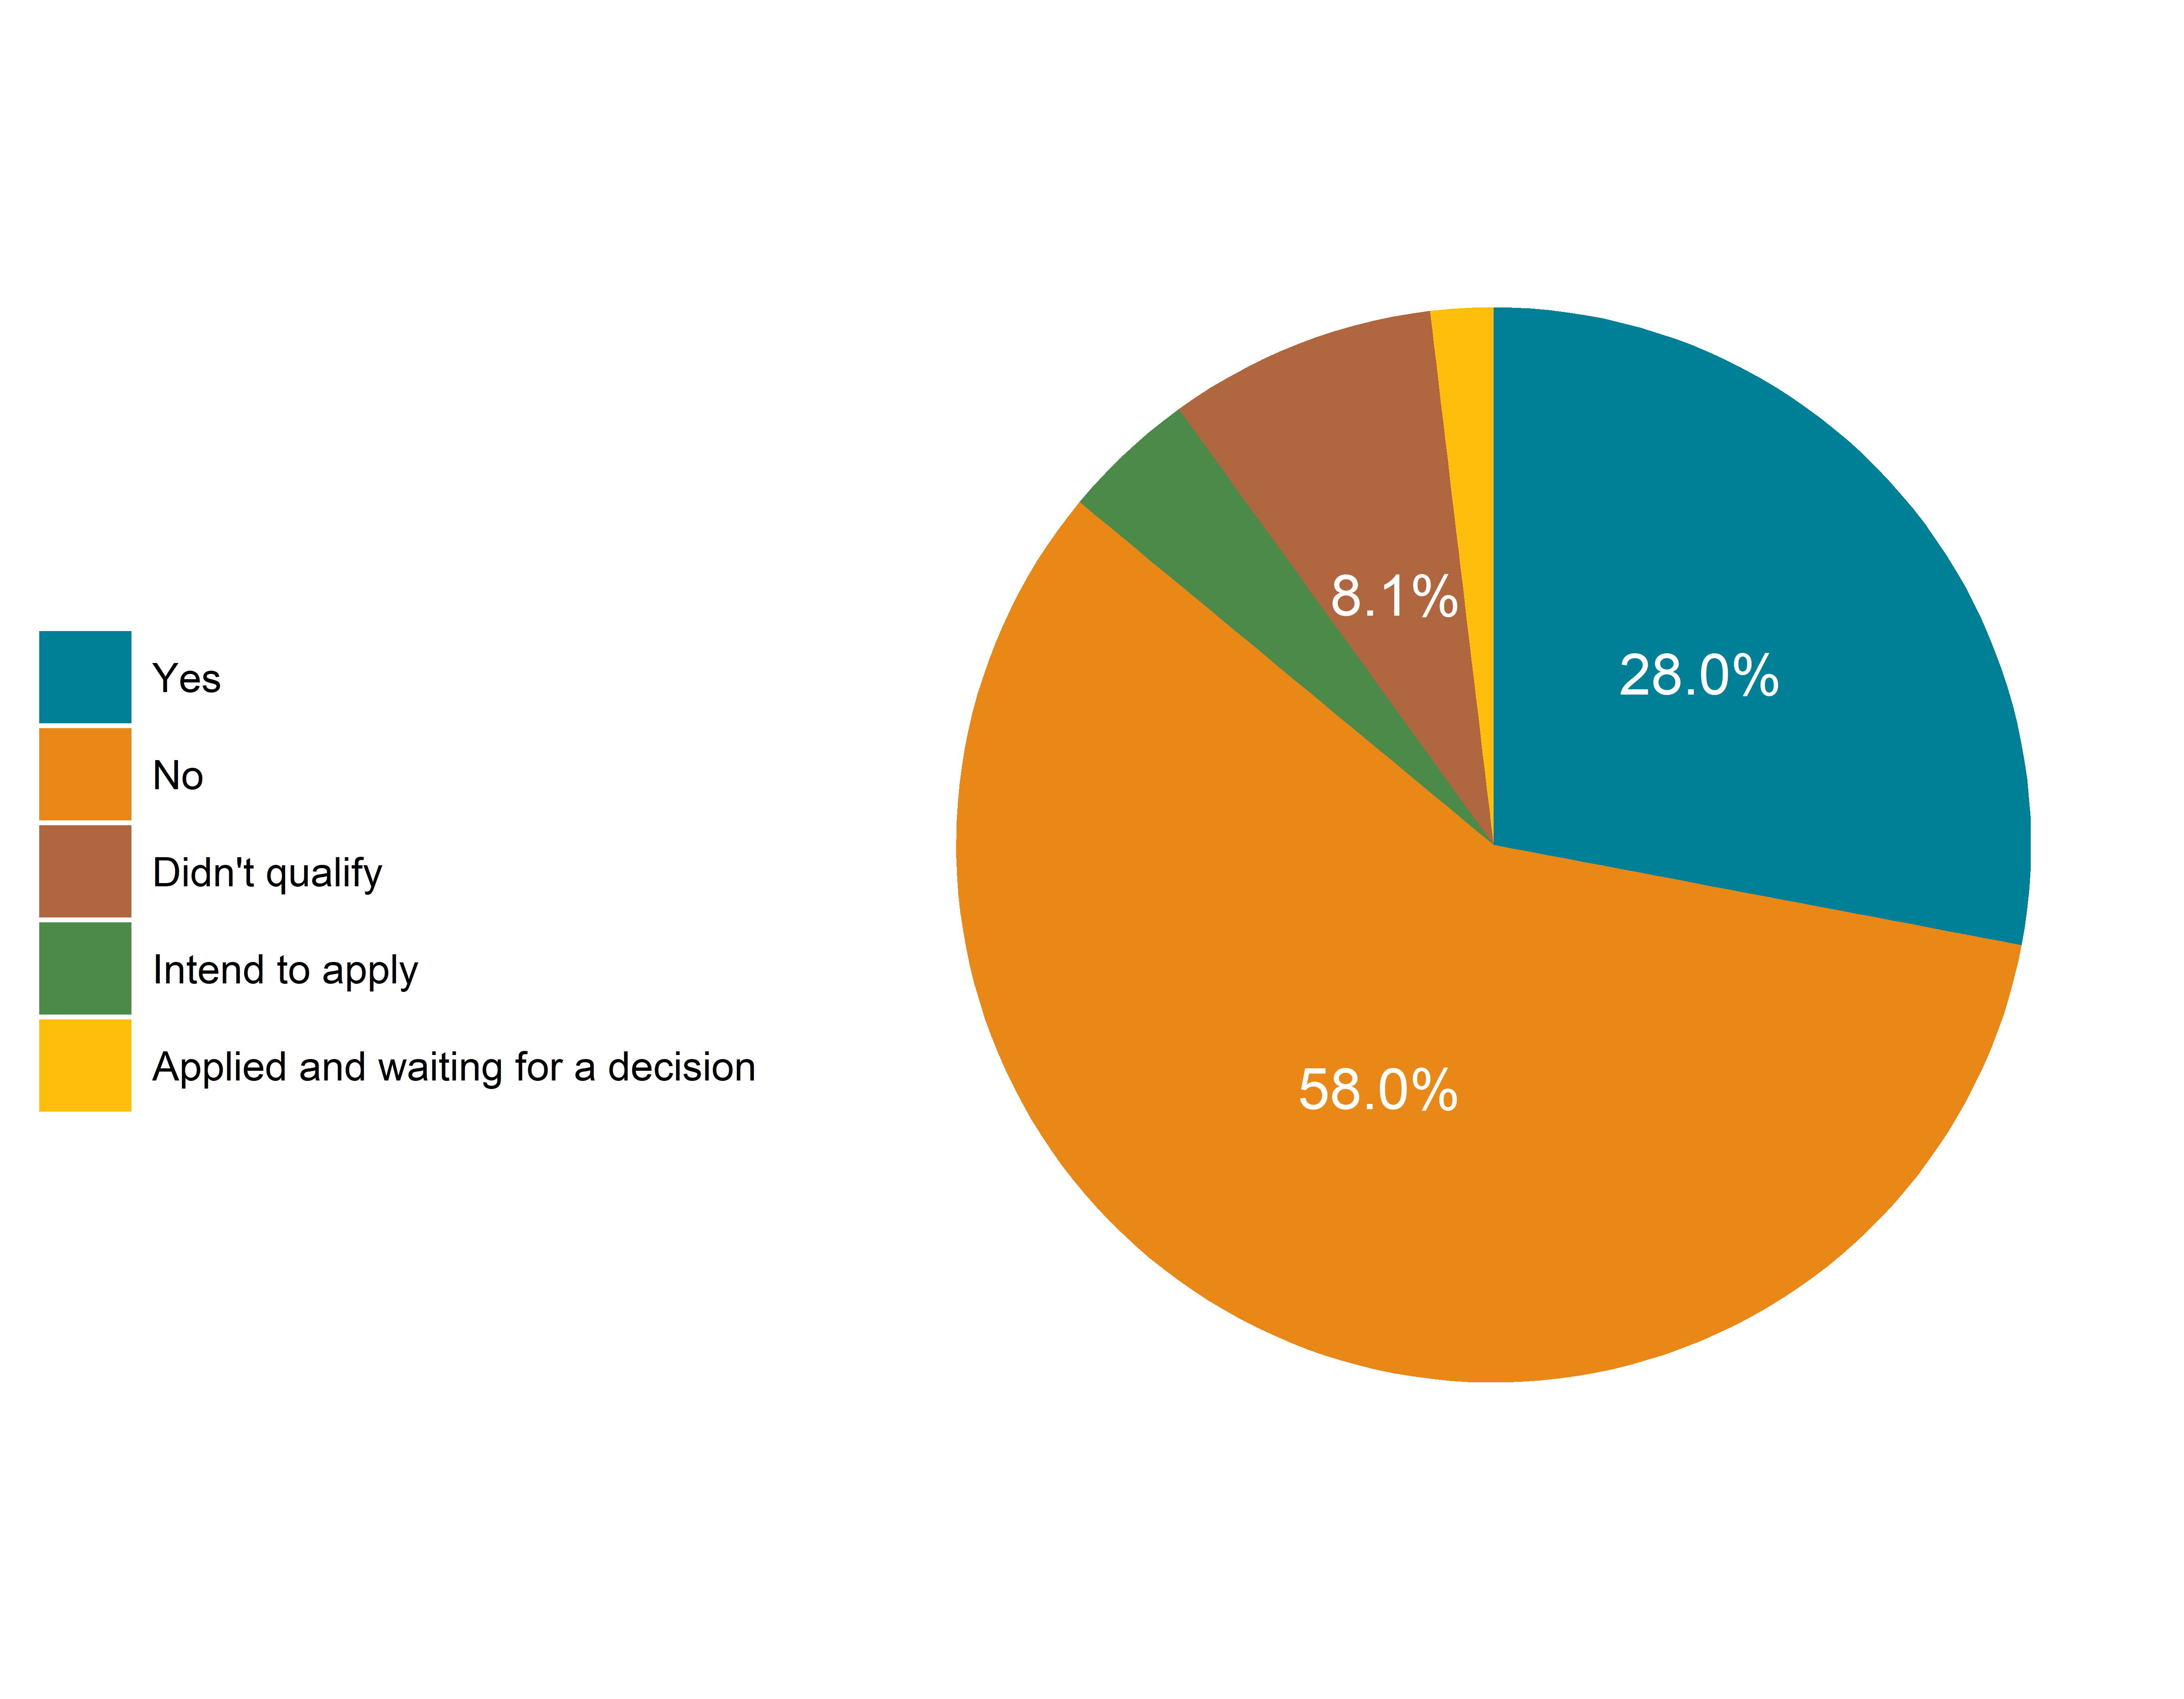 Yes
No
Didn't qualify
Intend to apply
Applied and waiting for a decision
8.1%
28.0%
58.0%